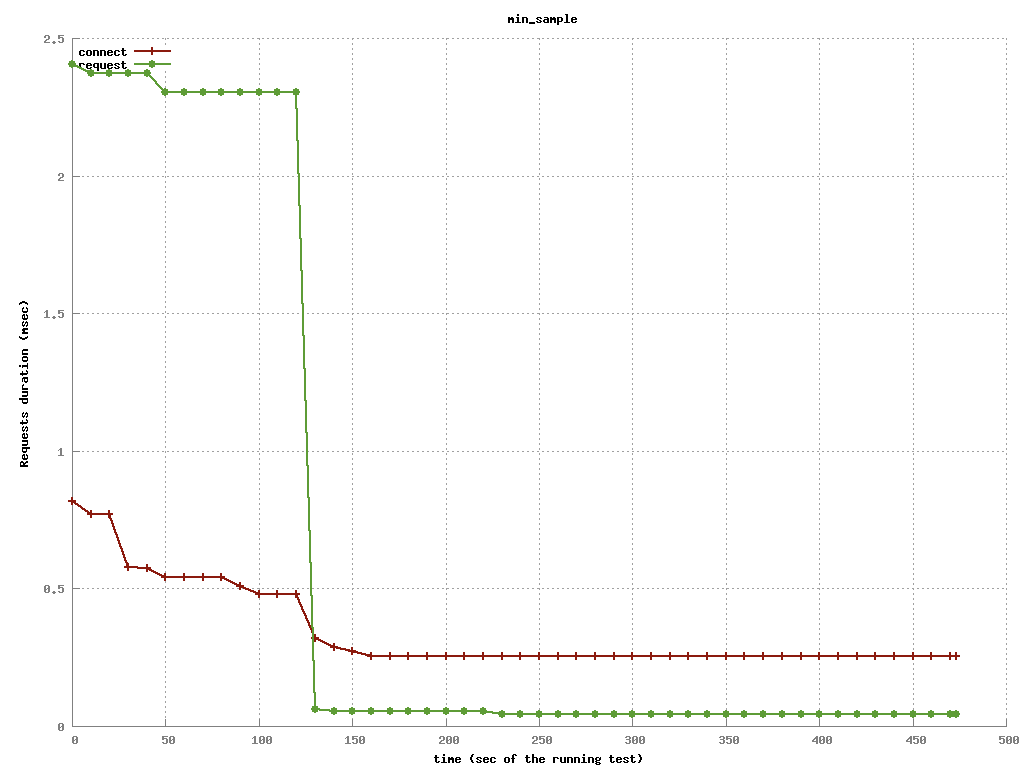 min_sample
connect
request
2.5
2
1.5
1
0.5
0
Requests duration (msec)
0 50 100 150 200 250 300 350 400 450 500
time (sec of the running test)